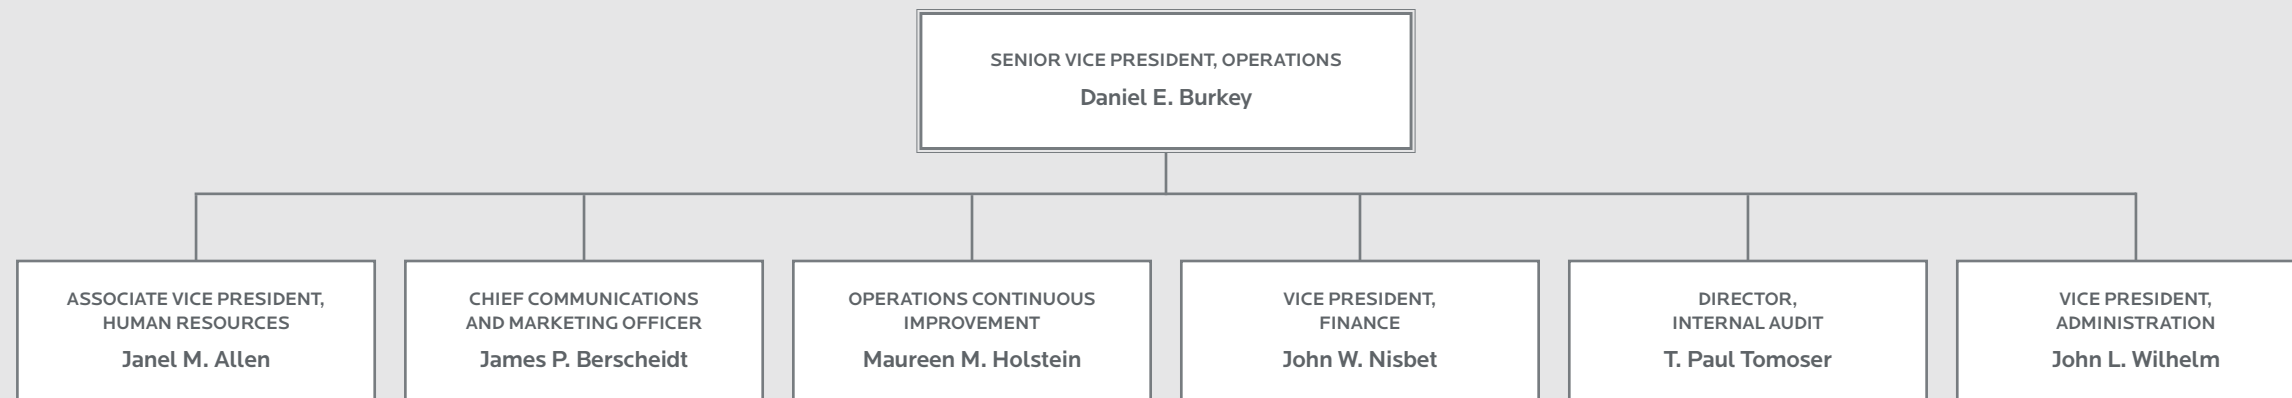 SENIOR VICE PRESIDENT, OPERATIONS
Daniel E. Burkey
ASSOCIATE VICE PRESIDENT,
HUMAN RESOURCES
Janel M. Allen
CHIEF COMMUNICATIONS
AND MARKETING OFFICER
James P. Berscheidt
OPERATIONS CONTINUOUS
IMPROVEMENT
Maureen M. Holstein
VICE PRESIDENT,
FINANCE
John W. Nisbet
DIRECTOR,
INTERNAL AUDIT
T. Paul Tomoser
VICE PRESIDENT,
ADMINISTRATION
John L. Wilhelm